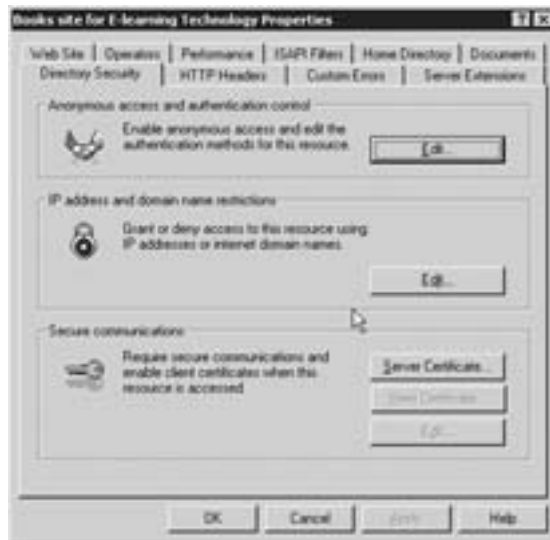 Books site for E-learning Technology Properties
Web Site Operators Performance ISAPI Filters Home Directory Documents
Directory Security HTTP Headers Custom Errors Server Extensions
Anonymous access and authentication control
Enable anonymous access and edit the
authentication methods for this resource.
Edit...
IP address and domain name restrictions
Grant or deny access to this resource using
IP addresses or internet domain names.
Edit...
Secure communications
Require secure communications and
enable client certificates when this
resource is accessed.
Server Certificate...
View Certificate...
Edit...
OK Cancel Apply Help